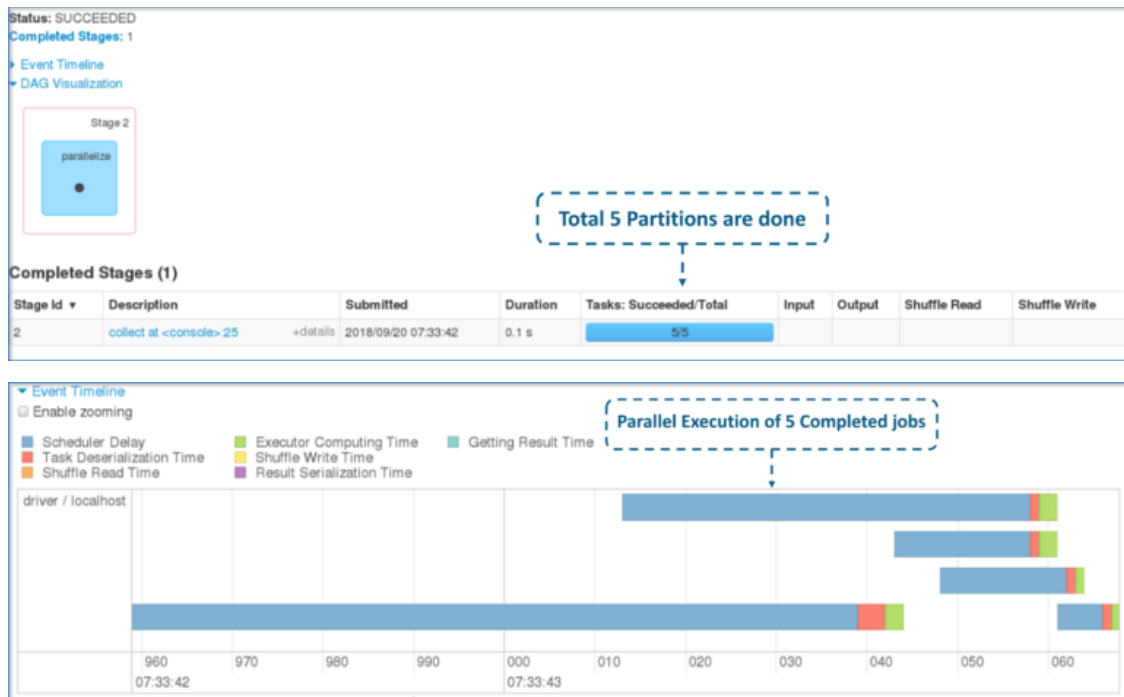 Status: SUCCEEDED
Completed Stages: 1
Event Timeline
DAG Visualization
Stage 2
parallelize
Total 5 Partitions are done
Completed Stages (1)
Stage Id ▾ Description Submitted Duration Tasks: Succeeded/Total Input Output Shuffle Read Shuffle Write
2 collect at <console>:25 +details 2018/09/20 07:33:42 0.1 s 5/5
Event Timeline
Enable zooming
Parallel Execution of 5 Completed jobs
Scheduler Delay Executor Computing Time Getting Result Time
Task Deserialization Time Shuffle Write Time
Shuffle Read Time Result Serialization Time
driver / localhost
960 970 980 990 000 010 020 030 040 050 060
07:33:42 07:33:43